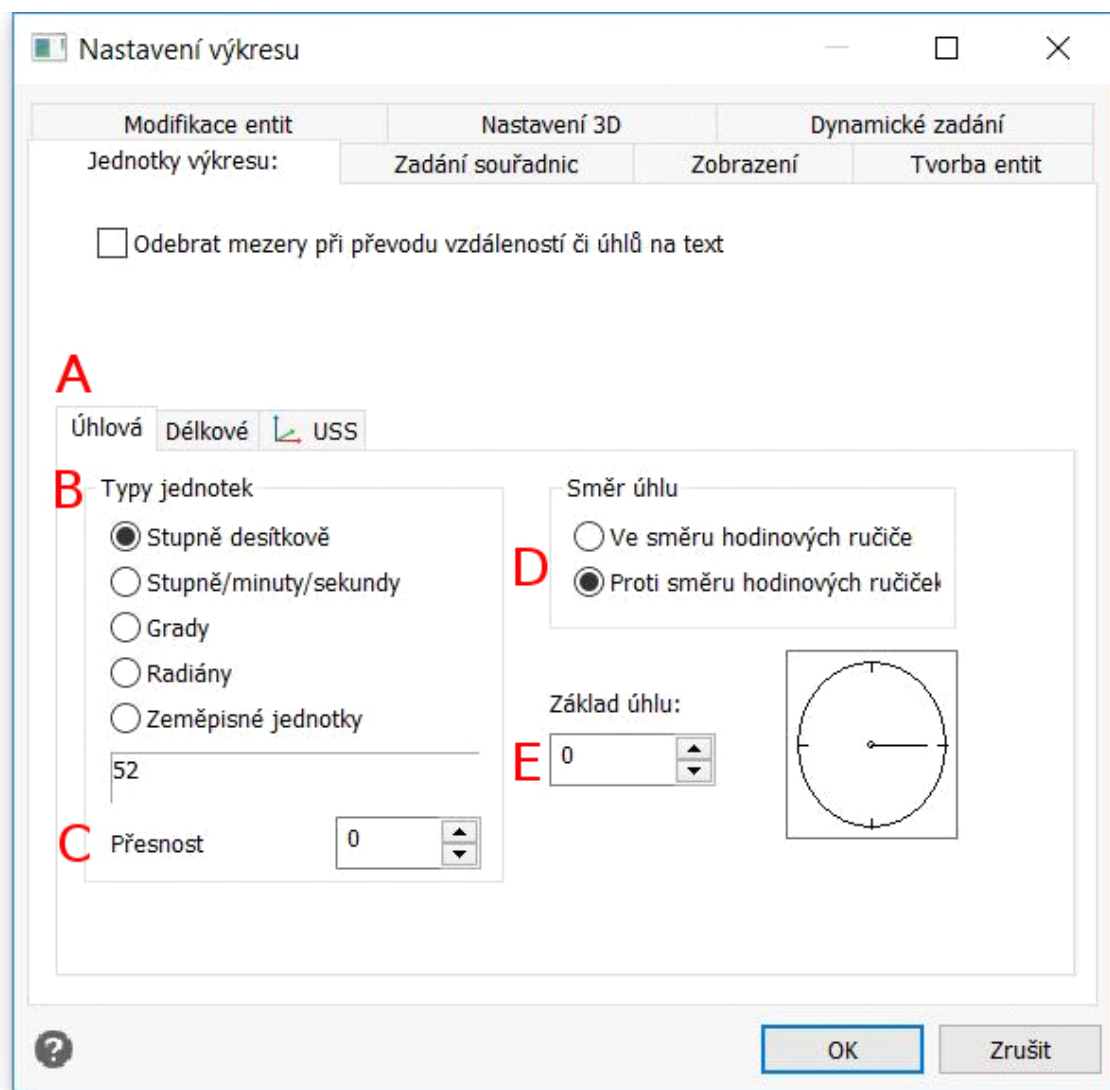 Nastavení výkresu
Modifikace entit Nastavení 3D Dynamické zadání
Jednotky výkresu: Zadání souřadnic Zobrazení Tvorba entit
Odebrat mezery při převodu vzdáleností či úhlů na text
A
Úhlová Délkové USS
B Typy jednotek
Stupně desítkově
Stupně/minuty/sekundy
Grady
Radiány
Zeměpisné jednotky
52
C Přesnost 0
Směr úhlu
Ve směru hodinových ručiče
D
Proti směru hodinových ručiček
Základ úhlu:
E 0
? OK Zrušit